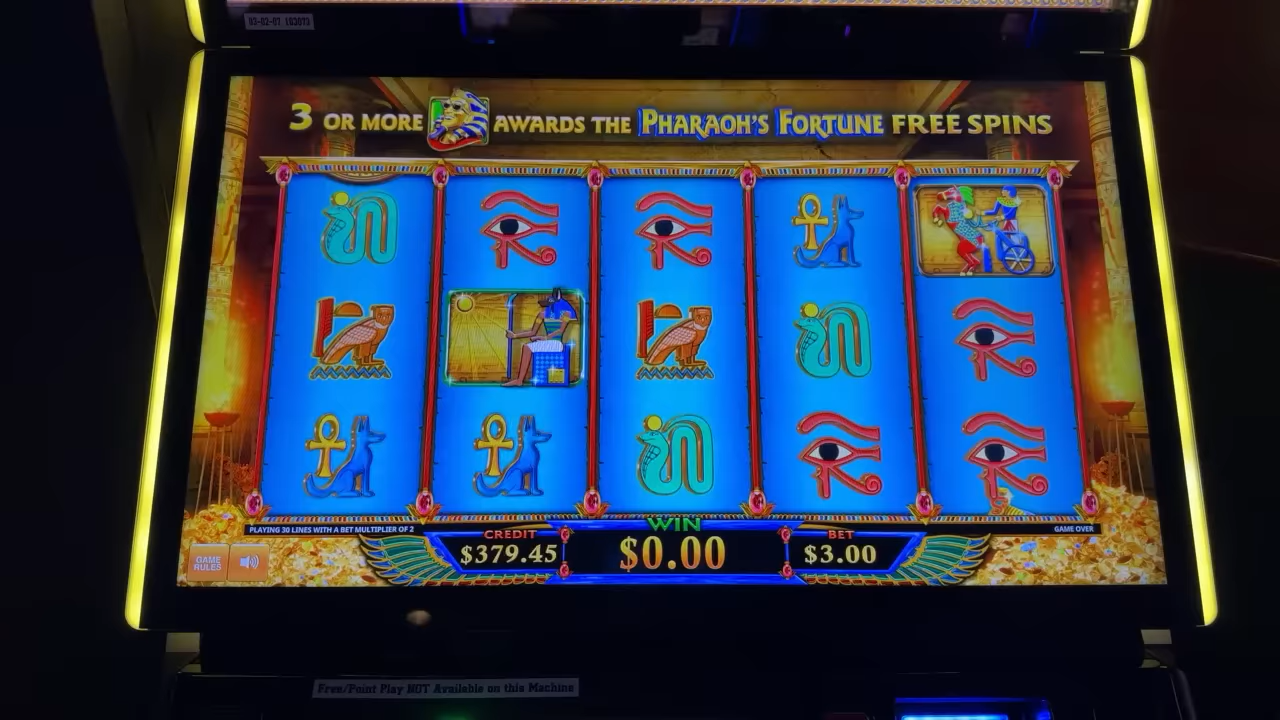 3 OR MORE AWARDS THE PHARAOH'S FORTUNE FREE SPINS
PLAYING 30 LINES WITH A BET MULTIPLIER OF 2
GAME OVER
CREDIT
$379.45
WIN
$0.00
BET
$3.00
GAME
RULES
Free/Point Play NOT Available on this Machine